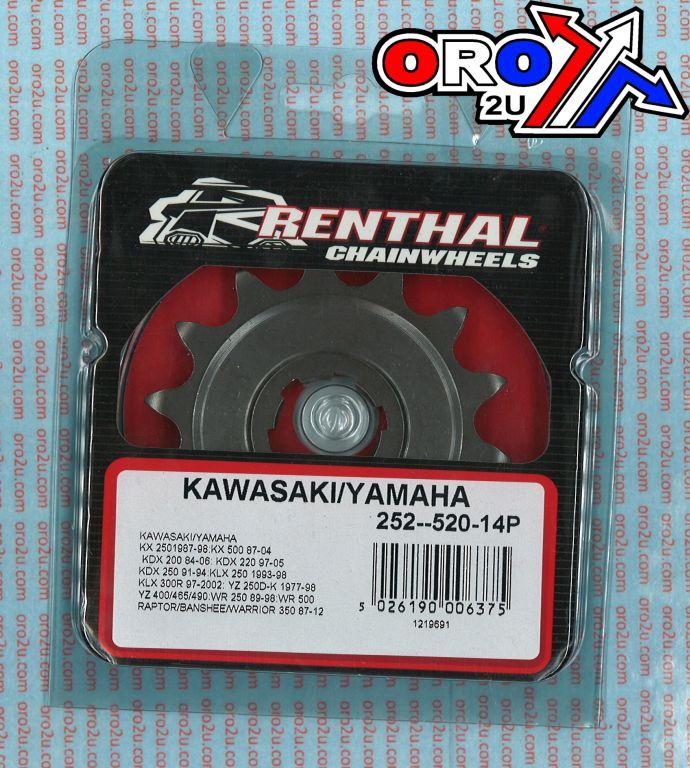 ORO
2U
RENTHAL
CHAINWHEELS
KAWASAKI/YAMAHA
252--520-14P
KAWASAKI/YAMAHA
KX 2501987-98:KX 500 87-04
KDX 200 84-06: KDX 220 97-05
KDX 250 91-94:KLX 250 1993-98
KLX 300R 97-2002: YZ 250D-K 1977-98
YZ 400/465/490:WR 250 89-98:WR 500
RAPTOR/BANSHEE/WARRIOR 350 87-12
5 026190 006375
1219691
oro2u.com